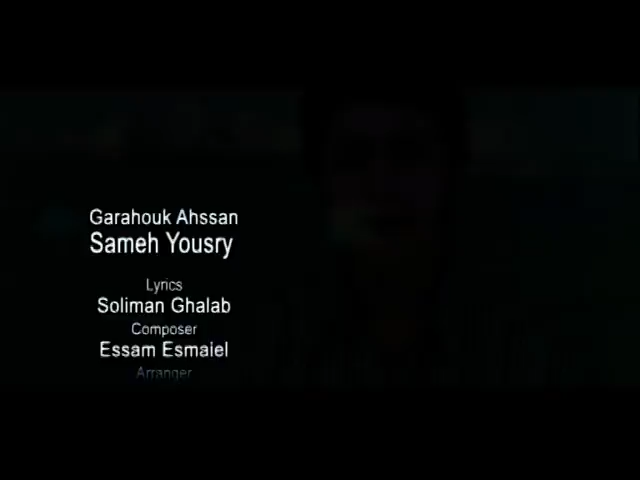 Garahouk Ahssan
Sameh Yousry
Lyrics
Soliman Ghalab
Composer
Essam Esmaiel
Arranger